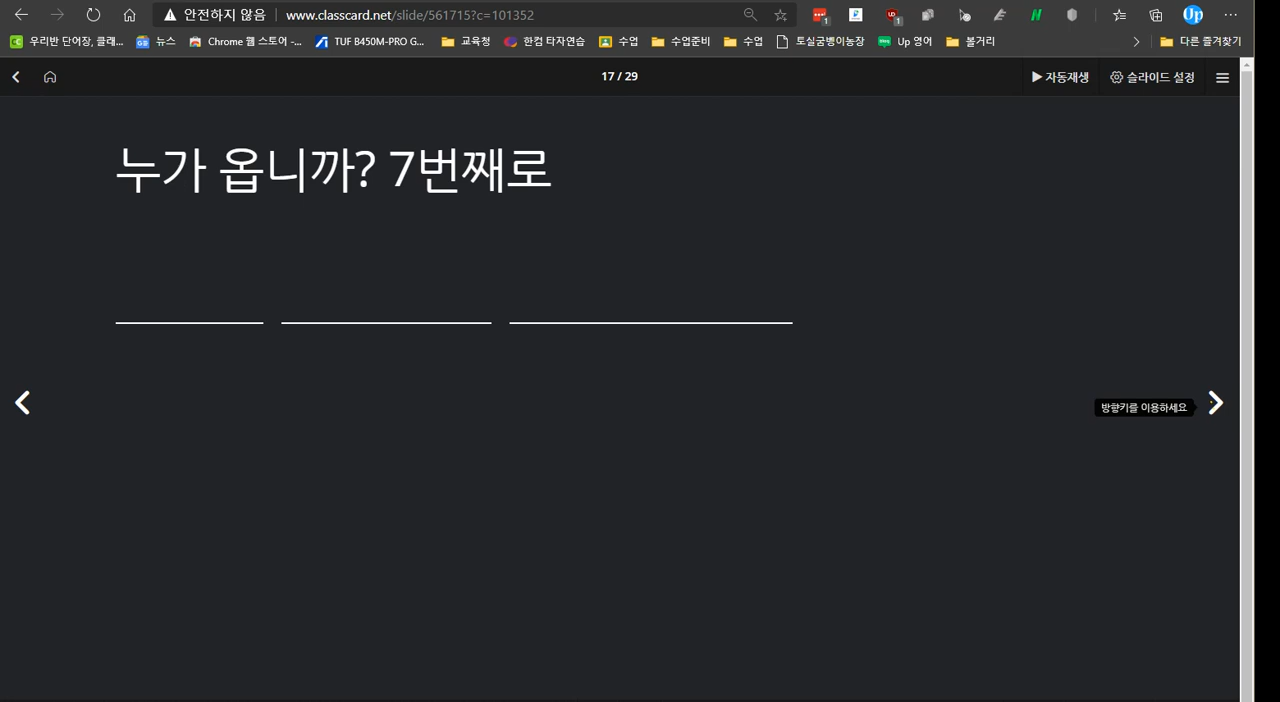 안전하지 않음 www.classcard.net/slide/561715?c=101352
우리반 단어장, 클래... 뉴스 Chrome 웹 스토어 -... TUF B450M-PRO G... 교육청 한컴 타자연습 수업 수업준비 수업 토실굼벵이농장 Up 영어 볼거리 다른 즐겨찾기
17 / 29 자동재생 슬라이드 설정
누가 옵니까? 7번째로
방향키를 이용하세요